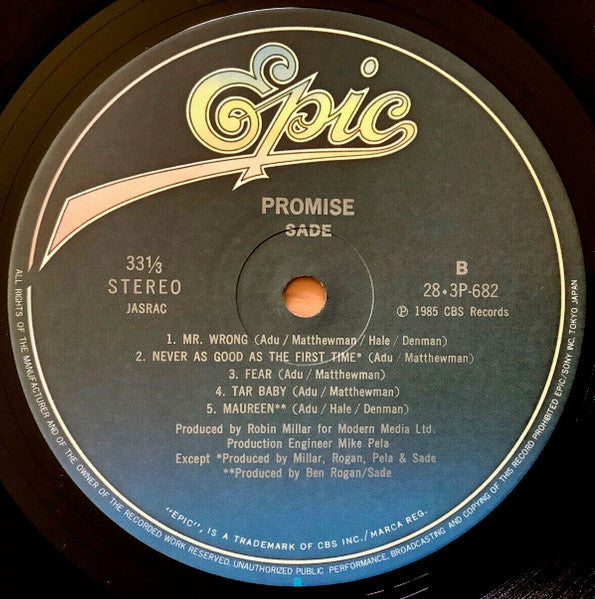 Epic
PROMISE
SADE
33⅓
STEREO
JASRAC
B
28・3P-682
Ⓟ 1985 CBS Records
1. MR. WRONG (Adu / Matthewman / Hale / Denman)
2. NEVER AS GOOD AS THE FIRST TIME* (Adu / Matthewman)
3. FEAR (Adu / Matthewman)
4. TAR BABY (Adu / Matthewman)
5. MAUREEN** (Adu / Hale / Denman)
Produced by Robin Millar for Modern Media Ltd.
Production Engineer Mike Pela
Except *Produced by Millar, Rogan, Pela & Sade
**Produced by Ben Rogan/Sade
"EPIC", IS A TRADEMARK OF CBS INC./MARCA REG.
ALL RIGHTS OF THE MANUFACTURER AND OF THE OWNER OF THE RECORDED WORK RESERVED, UNAUTHORIZED PUBLIC PERFORMANCE, BROADCASTING AND COPYING OF THIS RECORD PROHIBITED EPIC/SONY INC. TOKYO JAPAN